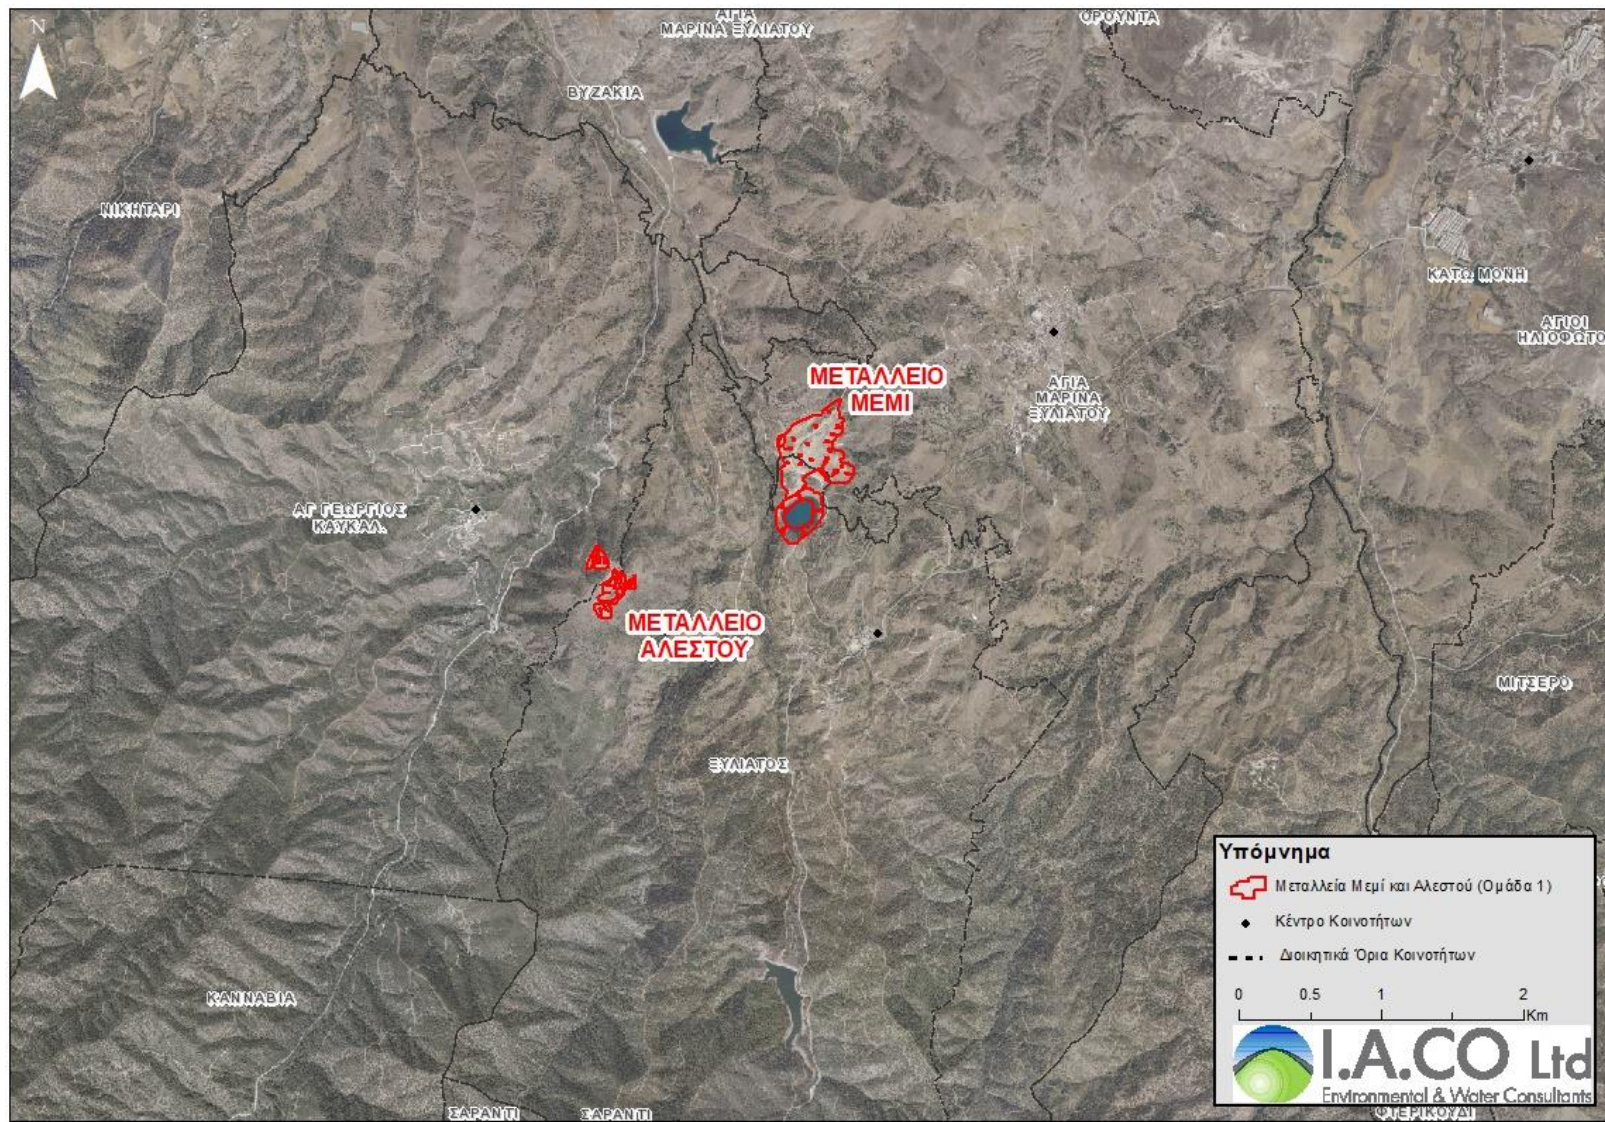 N
ΑΓΙΑ
ΜΑΡΙΝΑ ΞΥΛΙΑΤΟΥ
ΟΡΟΥΝΤΑ
ΒΥΖΑΚΙΑ
ΝΙΚΗΤΑΡΙ
ΚΑΤΩ ΜΟΝΗ
ΑΓΙΟΙ
ΗΛΙΟΦΩΤΟ
ΜΕΤΑΛΛΕΙΟ
ΜΕΜΙ
ΑΓΙΑ
ΜΑΡΙΝΑ
ΞΥΛΙΑΤΟΥ
ΑΓ ΓΕΩΡΓΙΟΣ
ΚΑΥΚΑΛ.
ΜΕΤΑΛΛΕΙΟ
ΑΛΕΣΤΟΥ
ΜΙΤΣΕΡΟ
ΞΥΛΙΑΤΟΣ
ΚΑΝΝΑΒΙΑ
ΣΑΡΑΝΤΙ
ΣΑΡΑΝΤΙ
ΦΤΕΡΙΚΟΥΔΙ
Υπόμνημα
Μεταλλεία Μεμί και Αλεστού (Ομάδα 1)
Κέντρο Κοινοτήτων
Διοικητικά Όρια Κοινοτήτων
0 0.5 1 2
Km
I.A.CO Ltd
Environmental & Water Consultants